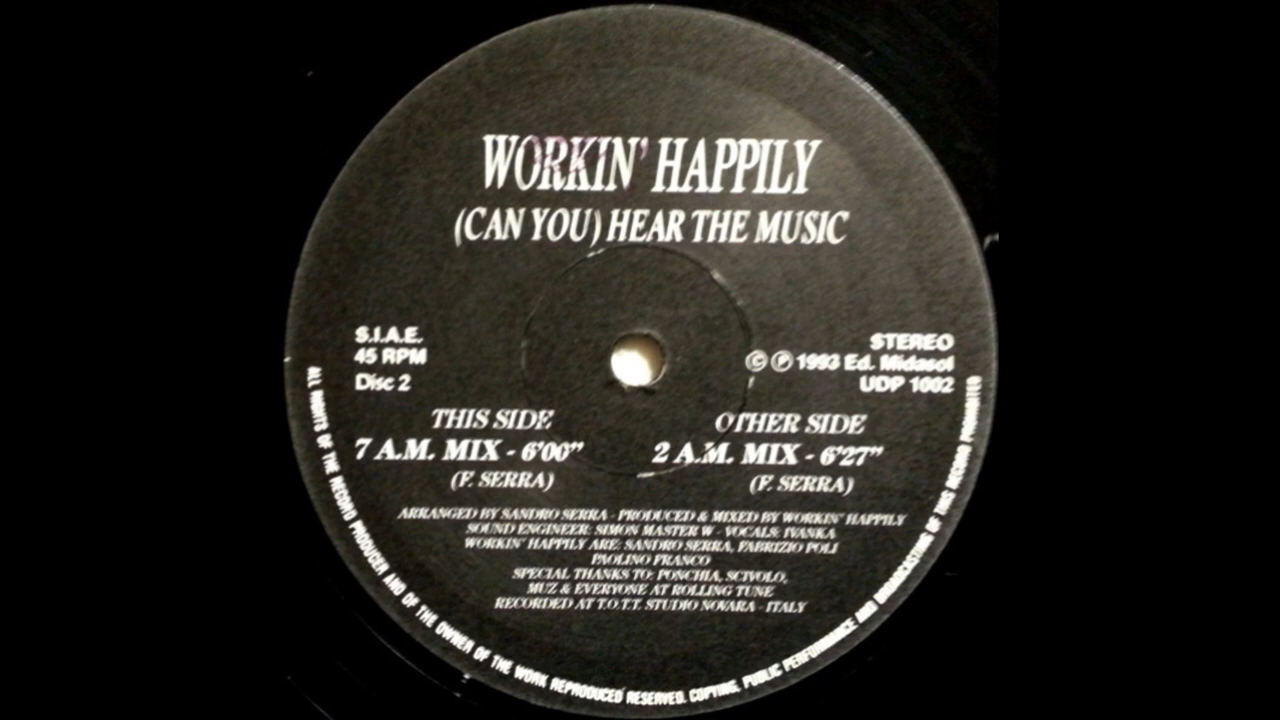 WORKIN' HAPPILY
(CAN YOU) HEAR THE MUSIC
S.I.A.E.
45 RPM
Disc 2
STEREO
© ℗ 1993 Ed. Midasol
UDP 1002
THIS SIDE
7 A.M. MIX - 6'00"
(F. SERRA)
OTHER SIDE
2 A.M. MIX - 6'27"
(F. SERRA)
ARRANGED BY SANDRO SERRA - PRODUCED & MIXED BY WORKIN' HAPPILY
SOUND ENGINEER: SIMON MASTER W - VOCALS: IVANKA
WORKIN' HAPPILY ARE: SANDRO SERRA, FABRIZIO POLI
PAOLINO FRANCO
SPECIAL THANKS TO: PONCHIA, SCIVOLO,
MUZ & EVERYONE AT ROLLING TUNE
RECORDED AT T.O.T.T. STUDIO NOVARA - ITALY
ALL RIGHTS OF THE RECORD PRODUCER AND OF THE OWNER OF THE WORK REPRODUCED RESERVED. COPYING, PUBLIC PERFORMANCE AND BROADCASTING OF THIS RECORD PROHIBITED